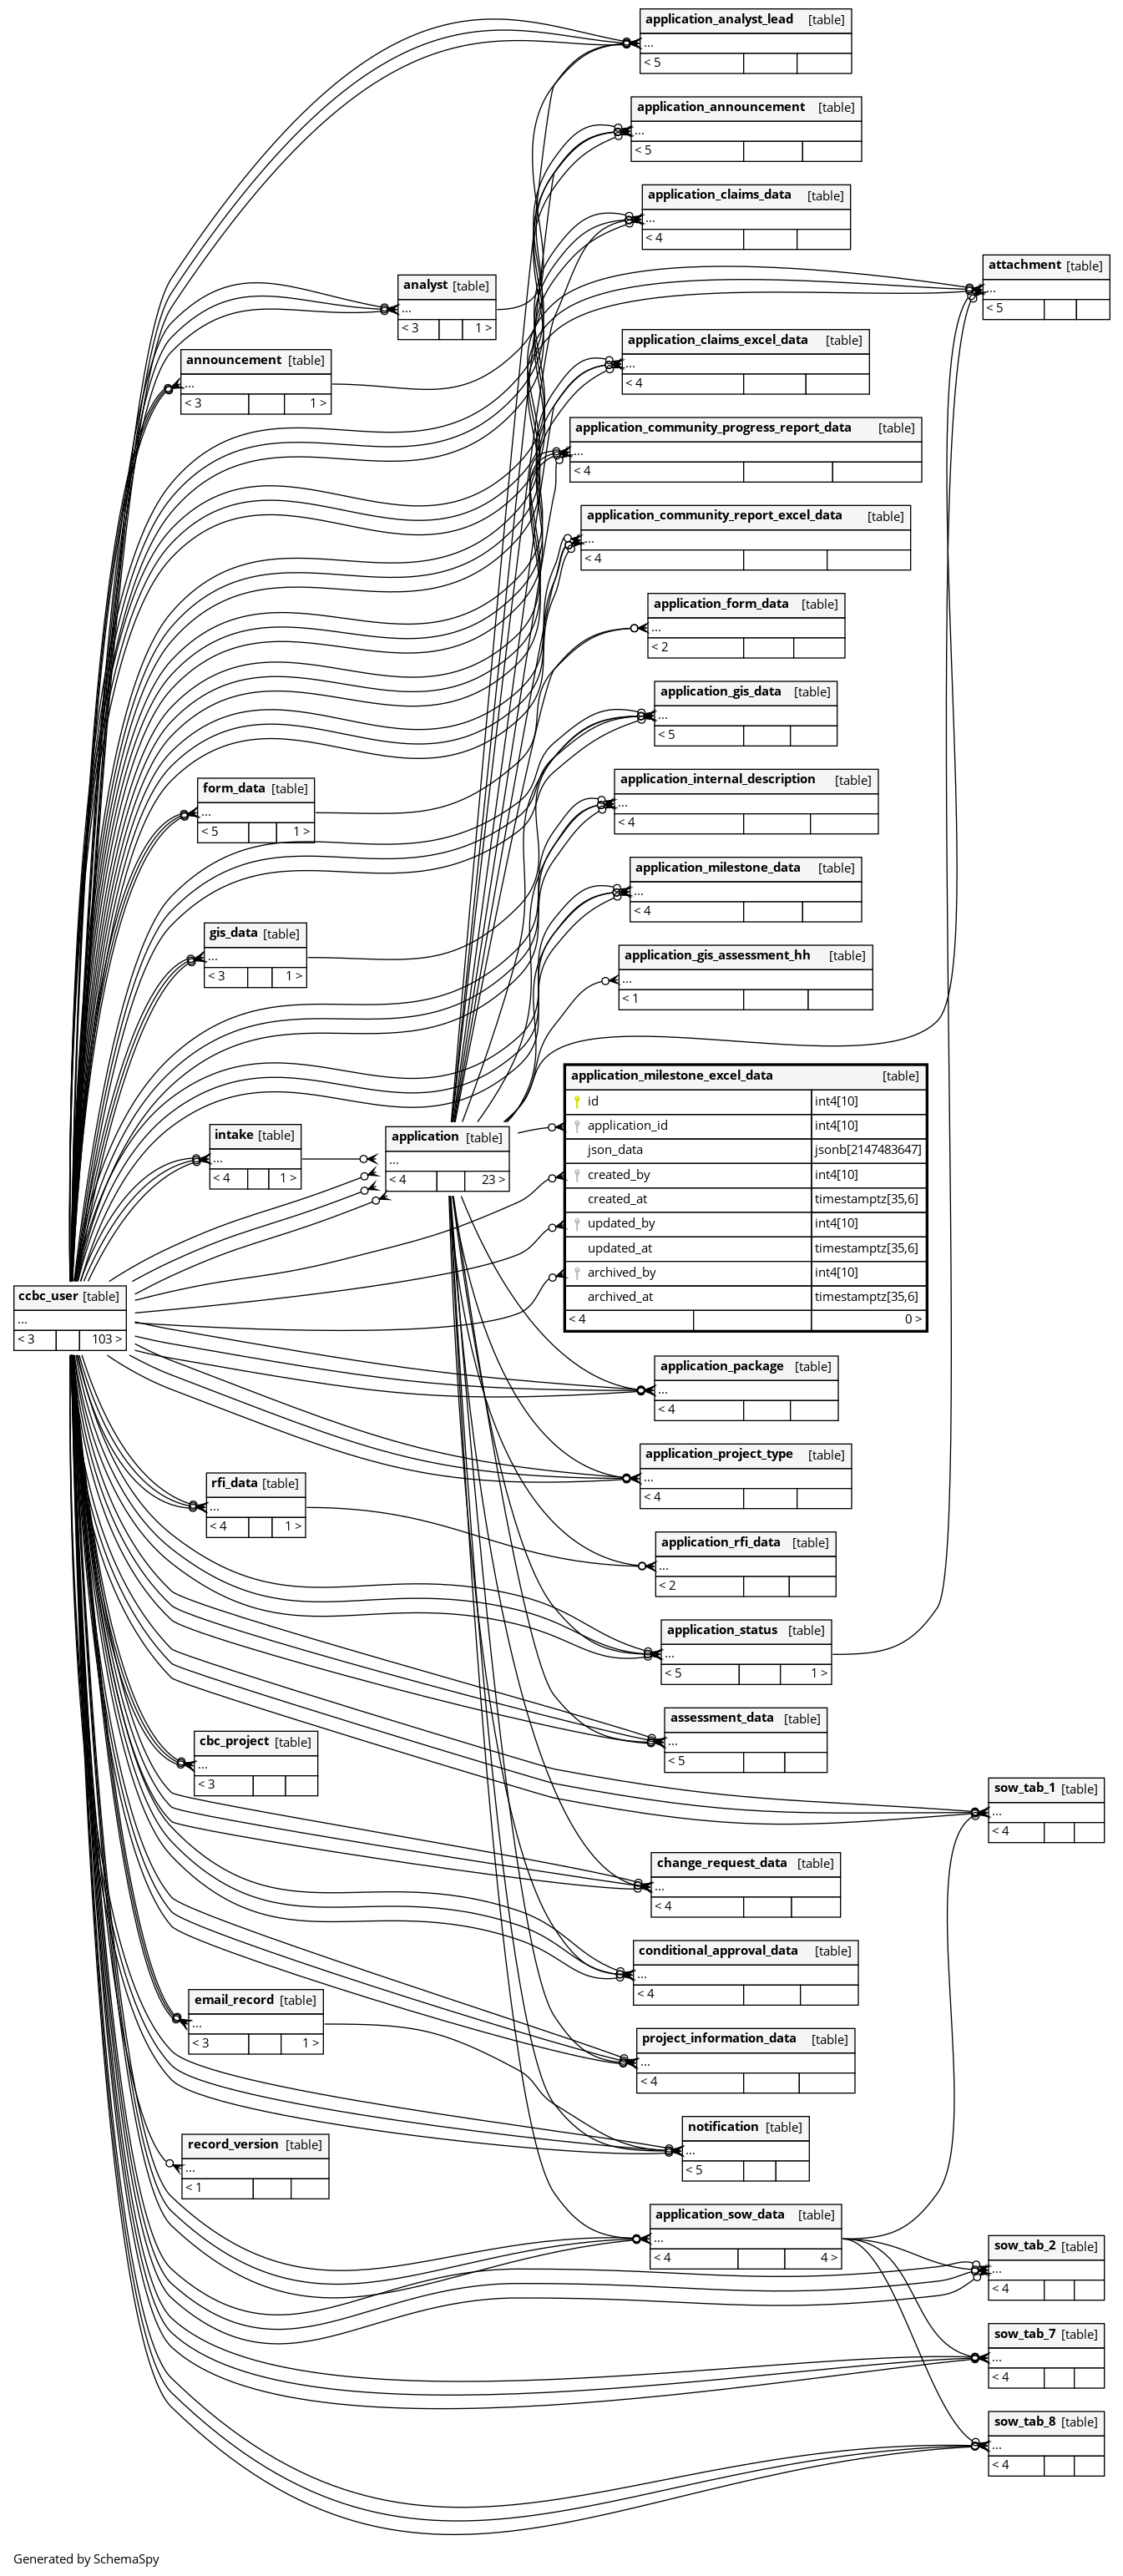 application_analyst_lead [table]
...
< 5
application_announcement [table]
...
< 5
application_claims_data [table]
...
< 4
attachment [table]
...
< 5
analyst [table]
...
< 3 1 >
application_claims_excel_data [table]
...
< 4
announcement [table]
...
< 3 1 >
application_community_progress_report_data [table]
...
< 4
application_community_report_excel_data [table]
...
< 4
application_form_data [table]
...
< 2
application_gis_data [table]
...
< 5
application_internal_description [table]
...
< 4
form_data [table]
...
< 5 1 >
application_milestone_data [table]
...
< 4
gis_data [table]
...
< 3 1 >
application_gis_assessment_hh [table]
...
< 1
application_milestone_excel_data [table]
id int4[10]
application_id int4[10]
json_data jsonb[2147483647]
created_by int4[10]
created_at timestamptz[35,6]
updated_by int4[10]
updated_at timestamptz[35,6]
archived_by int4[10]
archived_at timestamptz[35,6]
< 4 0 >
intake [table]
...
< 4 1 >
application [table]
...
< 4 23 >
ccbc_user [table]
...
< 3 103 >
application_package [table]
...
< 4
application_project_type [table]
...
< 4
rfi_data [table]
...
< 4 1 >
application_rfi_data [table]
...
< 2
application_status [table]
...
< 5 1 >
assessment_data [table]
...
< 5
cbc_project [table]
...
< 3
sow_tab_1 [table]
...
< 4
change_request_data [table]
...
< 4
conditional_approval_data [table]
...
< 4
email_record [table]
...
< 3 1 >
project_information_data [table]
...
< 4
notification [table]
...
< 5
record_version [table]
...
< 1
application_sow_data [table]
...
< 4 4 >
sow_tab_2 [table]
...
< 4
sow_tab_7 [table]
...
< 4
sow_tab_8 [table]
...
< 4
Generated by SchemaSpy